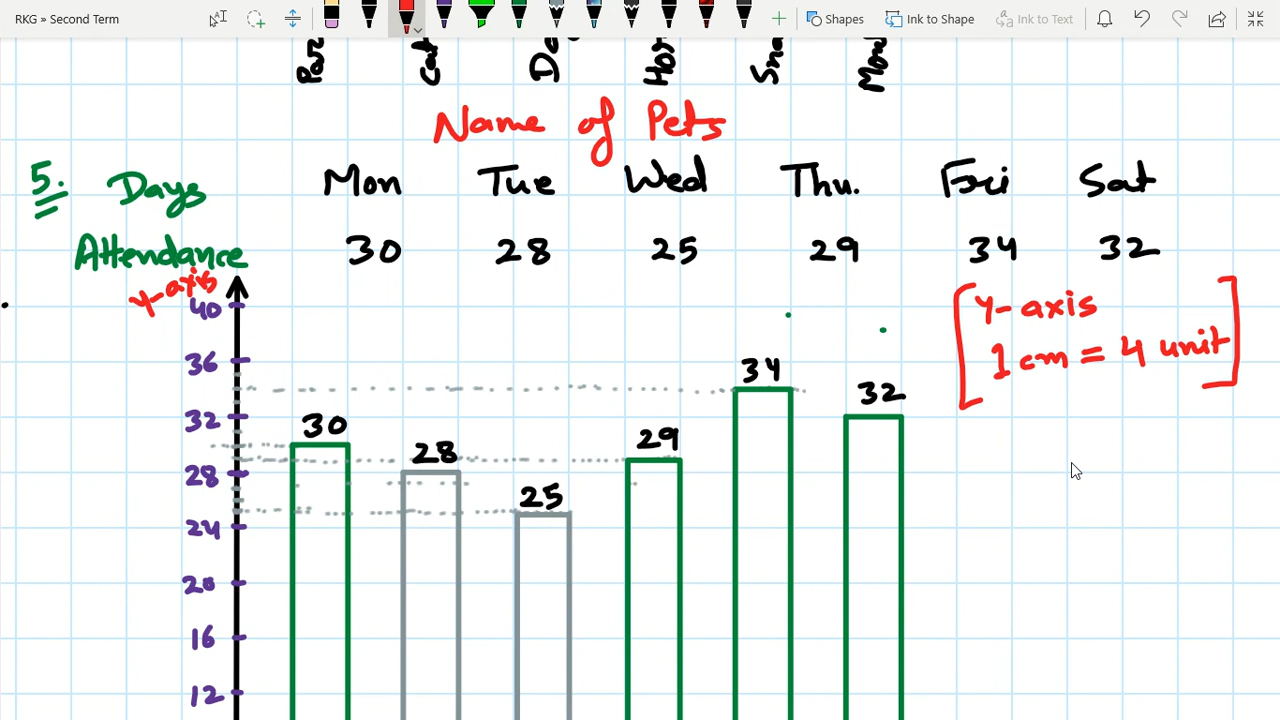 RKG » Second Term
Shapes
Ink to Shape
Ink to Text
Name of Pets
5. Days Mon Tue Wed Thu. Fri Sat
Attendance 30 28 25 29 34 32
Y-axis
40
Y-axis
1 cm = 4 unit
36
34
32
32
30
29
28
28
25
24
20
16
12